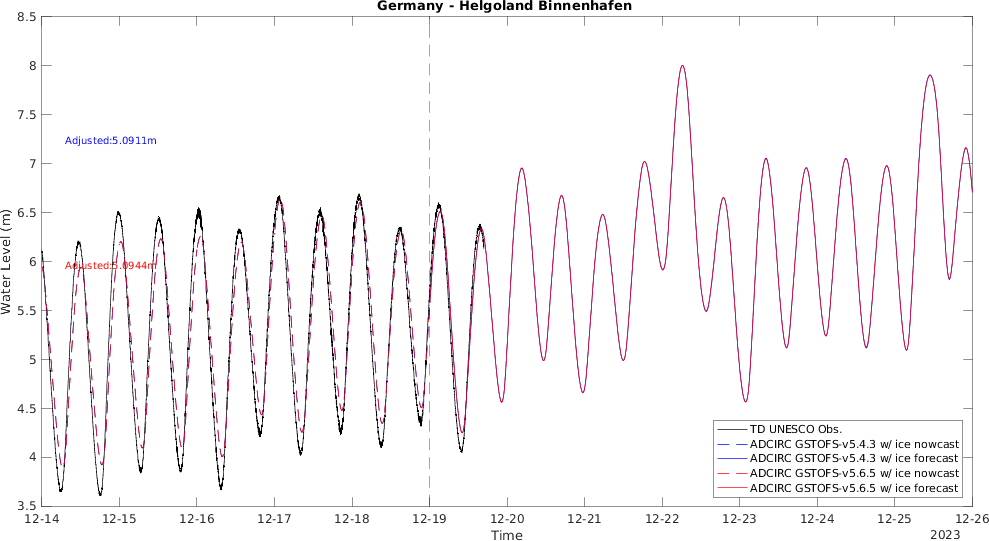 Germany - Helgoland Binnenhafen
8.5
8
7.5
7
6.5
6
5.5
5
4.5
4
3.5
Water Level (m)
Adjusted:5.0911m
Adjusted:5.0944m
TD UNESCO Obs.
ADCIRC GSTOFS-v5.4.3 w/ ice nowcast
ADCIRC GSTOFS-v5.4.3 w/ ice forecast
ADCIRC GSTOFS-v5.6.5 w/ ice nowcast
ADCIRC GSTOFS-v5.6.5 w/ ice forecast
12-14 12-15 12-16 12-17 12-18 12-19 12-20 12-21 12-22 12-23 12-24 12-25 12-26
Time
2023